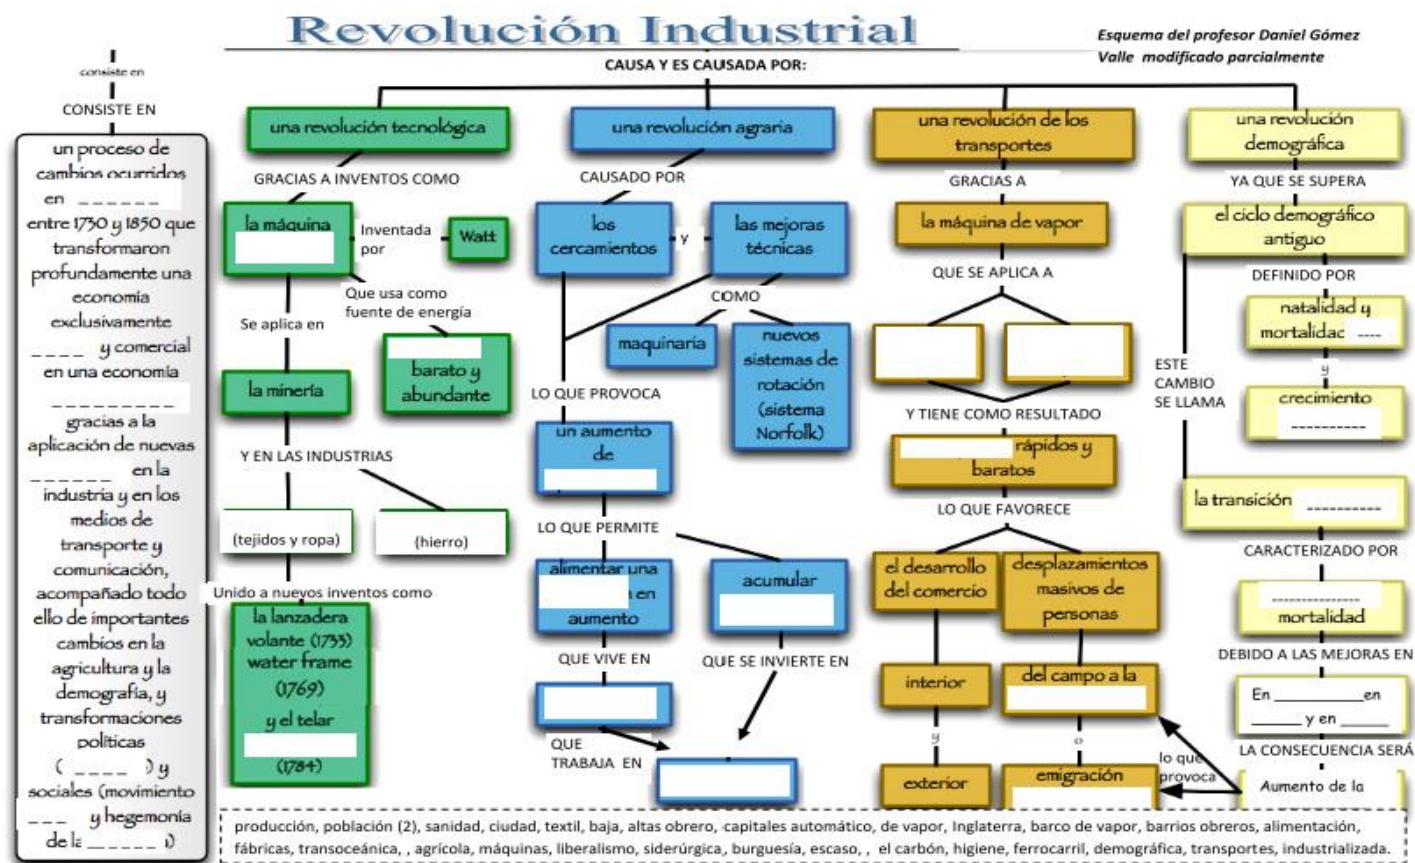 Revolución Industrial
Esquema del profesor Daniel Gómez
Valle modificado parcialmente
CAUSA Y ES CAUSADA POR:
consiste en
CONSISTE EN
un proceso de
cambios ocurridos
en _ _ _ _ _ _
entre 1730 y 1850 que
transformaron
profundamente una
economía
exclusivamente
_ _ _ _ y comercial
en una economía
_ _ _ _ _ _ _ _ _ _
gracias a la
aplicación de nuevas
_ _ _ _ _ _ _ en la
industria y en los
medios de
transporte y
comunicación,
acompañado todo
ello de importantes
cambios en la
agricultura y la
demografía, y
transformaciones
políticas
( _ _ _ _ ) y
sociales (movimiento
_ _ _ y hegemonía
de la _ _ _ _ _ _ )
una revolución tecnológica
GRACIAS A INVENTOS COMO
la máquina
Inventada
por
Watt
Que usa como
fuente de energía
barato y
abundante
Se aplica en
la minería
Y EN LAS INDUSTRIAS
(tejidos y ropa)
(hierro)
Unido a nuevos inventos como
la lanzadera
volante (1733)
water frame
(1769)
y el telar
(1784)
una revolución agraria
CAUSADO POR
los
cercamientos
y
las mejoras
técnicas
COMO
maquinaria
nuevos
sistemas de
rotación
(sistema
Norfolk)
LO QUE PROVOCA
un aumento
de
LO QUE PERMITE
alimentar una
n en
aumento
acumular
QUE VIVE EN
QUE SE INVIERTE EN
QUE
TRABAJA EN
una revolución de los
transportes
GRACIAS A
la máquina de vapor
QUE SE APLICA A
Y TIENE COMO RESULTADO
rápidos y
baratos
LO QUE FAVORECE
el desarrollo
del comercio
desplazamientos
masivos de
personas
interior
y
exterior
del campo a la
o
emigración
lo que
provoca
una revolución
demográfica
YA QUE SE SUPERA
el ciclo demográfico
antiguo
DEFINIDO POR
natalidad y
mortalidad ----
y
crecimiento
----------
ESTE
CAMBIO
SE LLAMA
la transición ----------
CARACTERIZADO POR
---------------
mortalidad
DEBIDO A LAS MEJORAS EN
En __________en
______ y en ______
LA CONSECUENCIA SERÁ
Aumento de la
producción, población (2), sanidad, ciudad, textil, baja, altas obrero, capitales automático, de vapor, Inglaterra, barco de vapor, barrios obreros, alimentación,
fábricas, transoceánica, , agrícola, máquinas, liberalismo, siderúrgica, burguesía, escaso, , el carbón, higiene, ferrocarril, demográfica, transportes, industrializada.